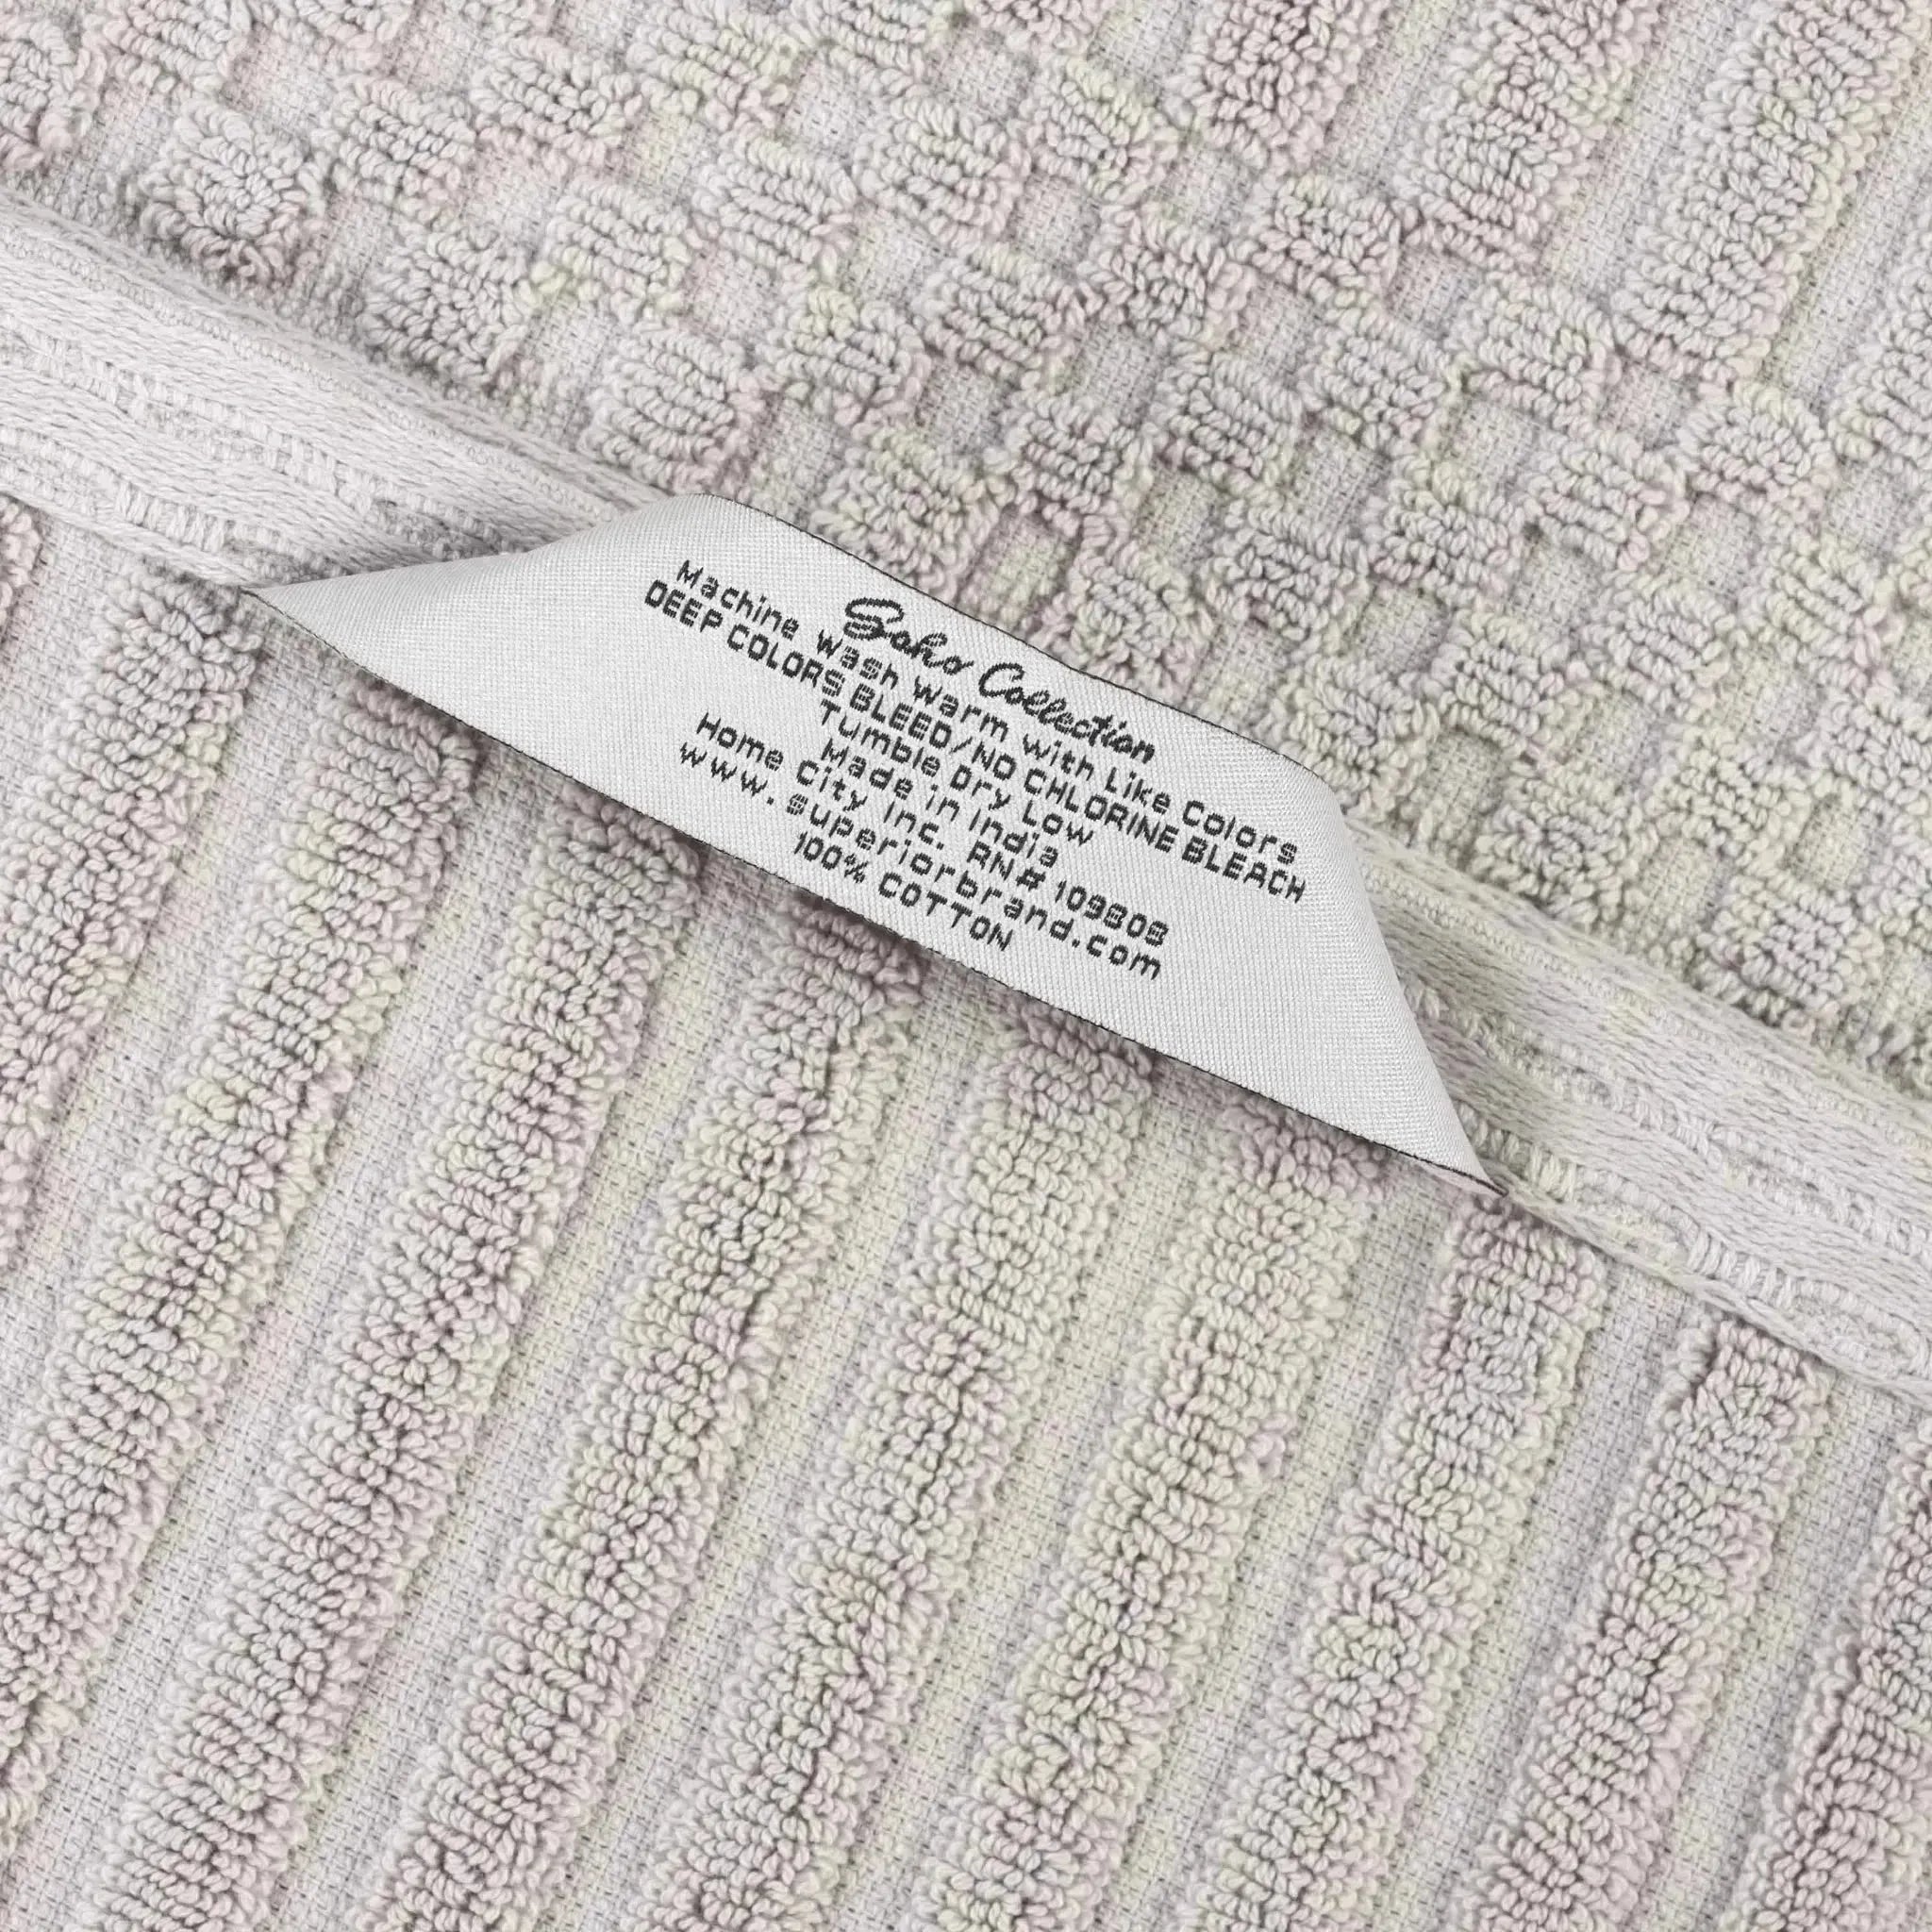 Soho Collection
Machine Wash Warm with Like Colors
DEEP COLORS BLEED/NO CHLORINE BLEACH
Tumble Dry Low
Made in India
Home City Inc. RN# 109808
www.superiorbrand.com
100% COTTON